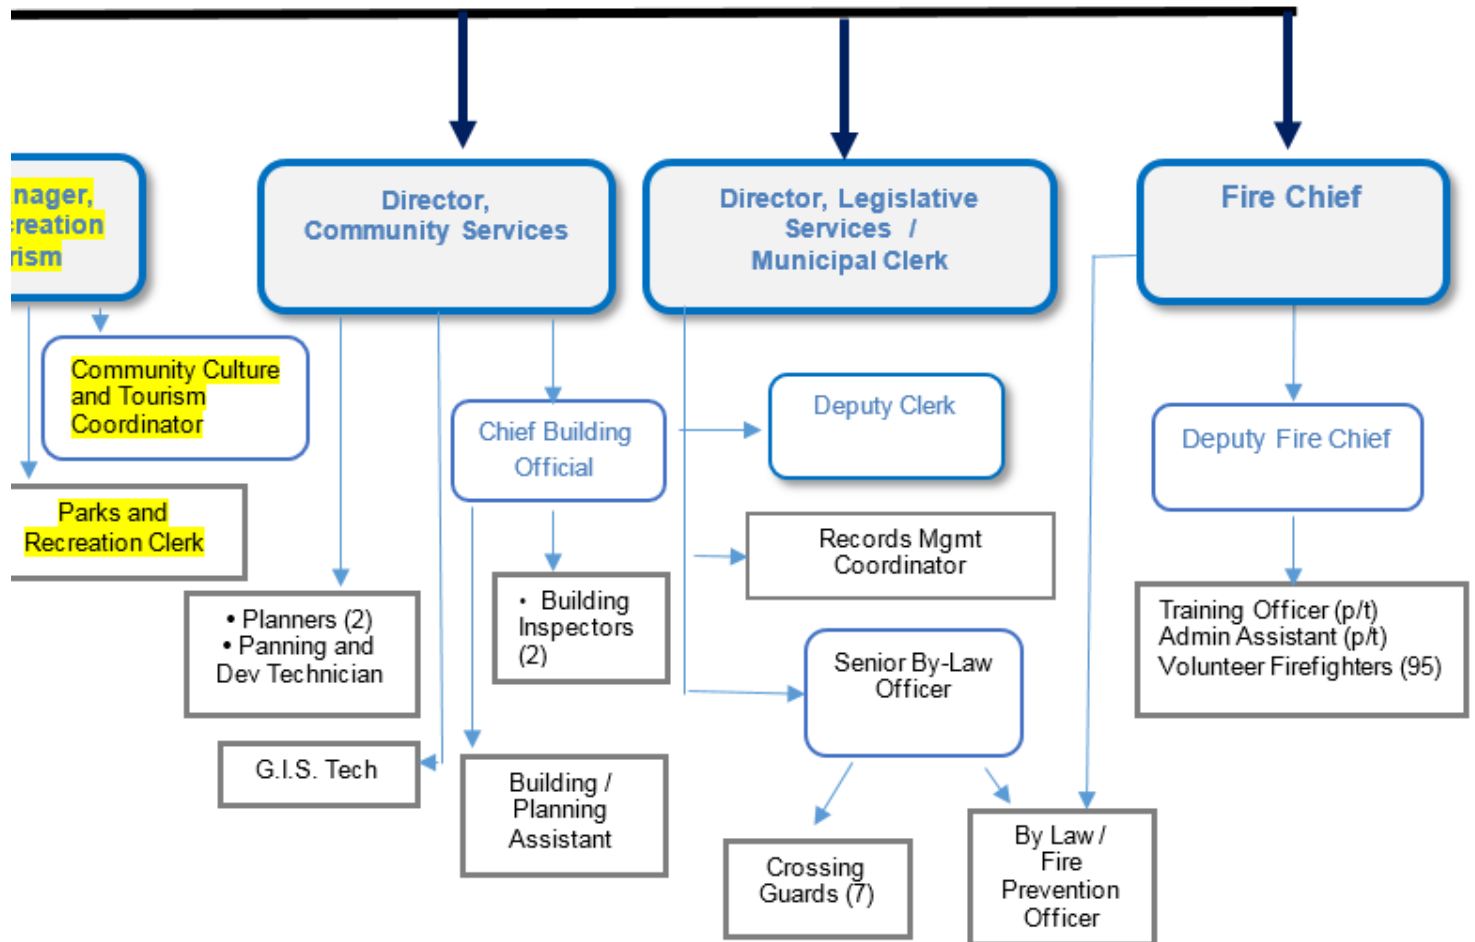 nager,
creation
rism
Director,
Community Services
Director, Legislative
Services /
Municipal Clerk
Fire Chief
Community Culture
and Tourism
Coordinator
Parks and
Recreation Clerk
Chief Building
Official
Deputy Clerk
Deputy Fire Chief
Records Mgmt
Coordinator
• Planners (2)
• Panning and
Dev Technician
• Building
Inspectors
(2)
Senior By-Law
Officer
Training Officer (p/t)
Admin Assistant (p/t)
Volunteer Firefighters (95)
G.I.S. Tech
Building /
Planning
Assistant
Crossing
Guards (7)
By Law /
Fire
Prevention
Officer